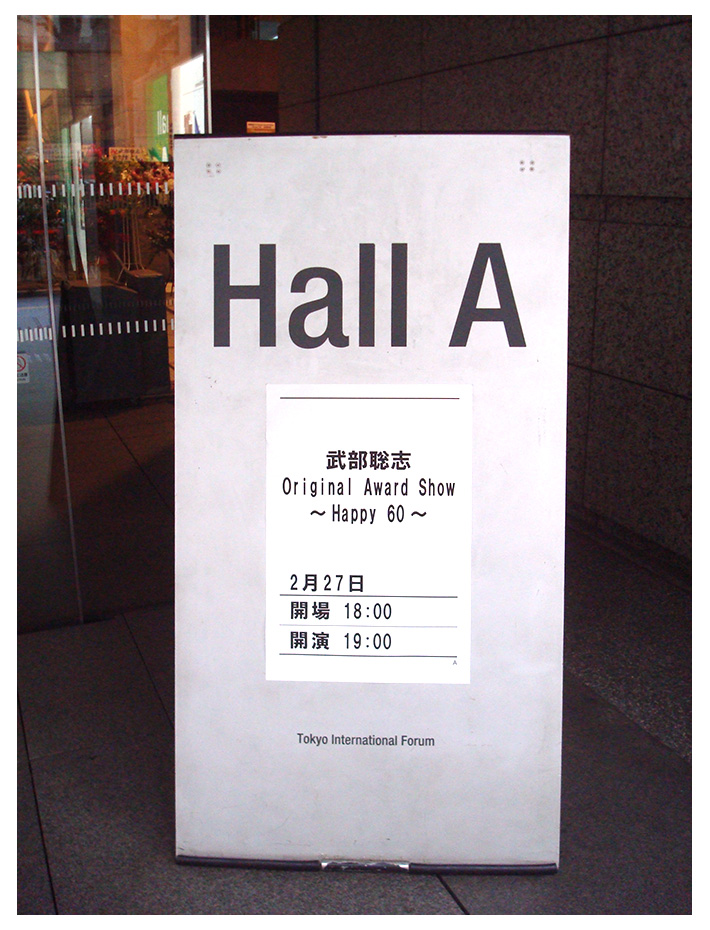 Hall A
武部聡志
Original Award Show
～Happy 60～
2月27日
開場 18:00
開演 19:00
A
Tokyo International Forum